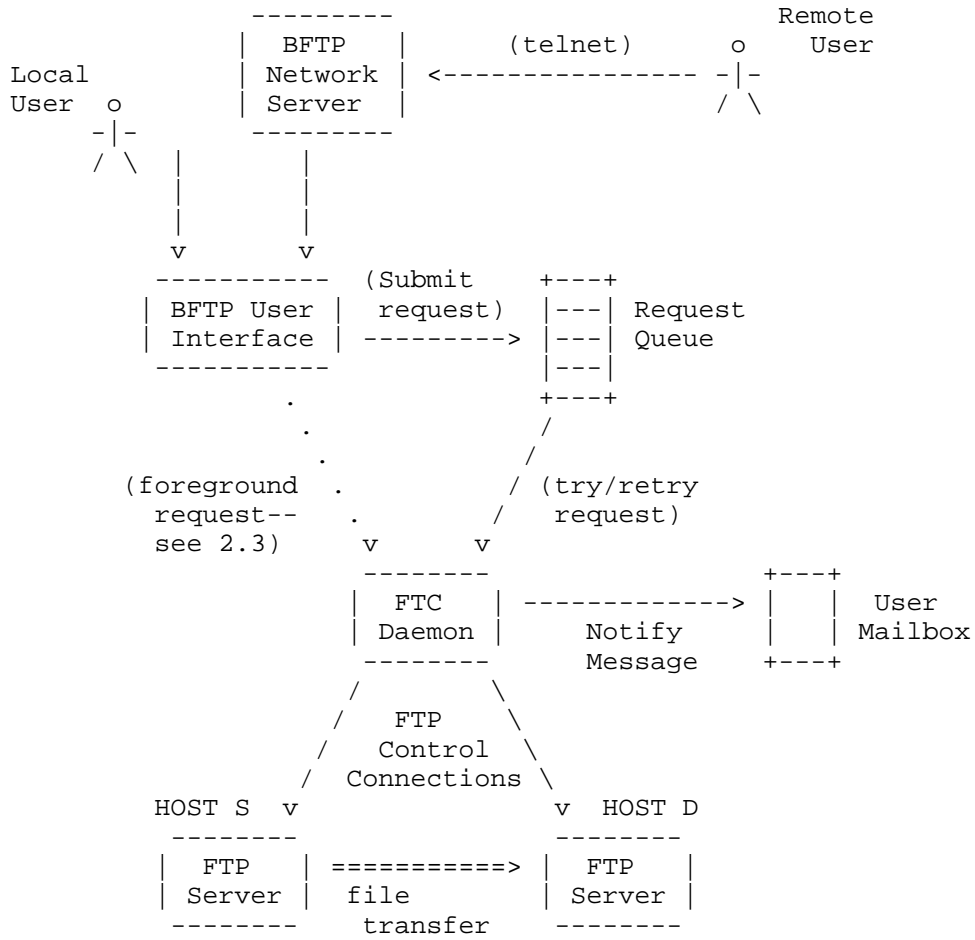 Remote
BFTP (telnet) User
Local Network
User Server
(Submit
BFTP User request) Request
Interface Queue
(foreground (try/retry
request-- request)
see 2.3)
FTC User
Daemon Notify Mailbox
Message
FTP
Control
Connections
HOST S HOST D
FTP FTP
Server file Server
transfer